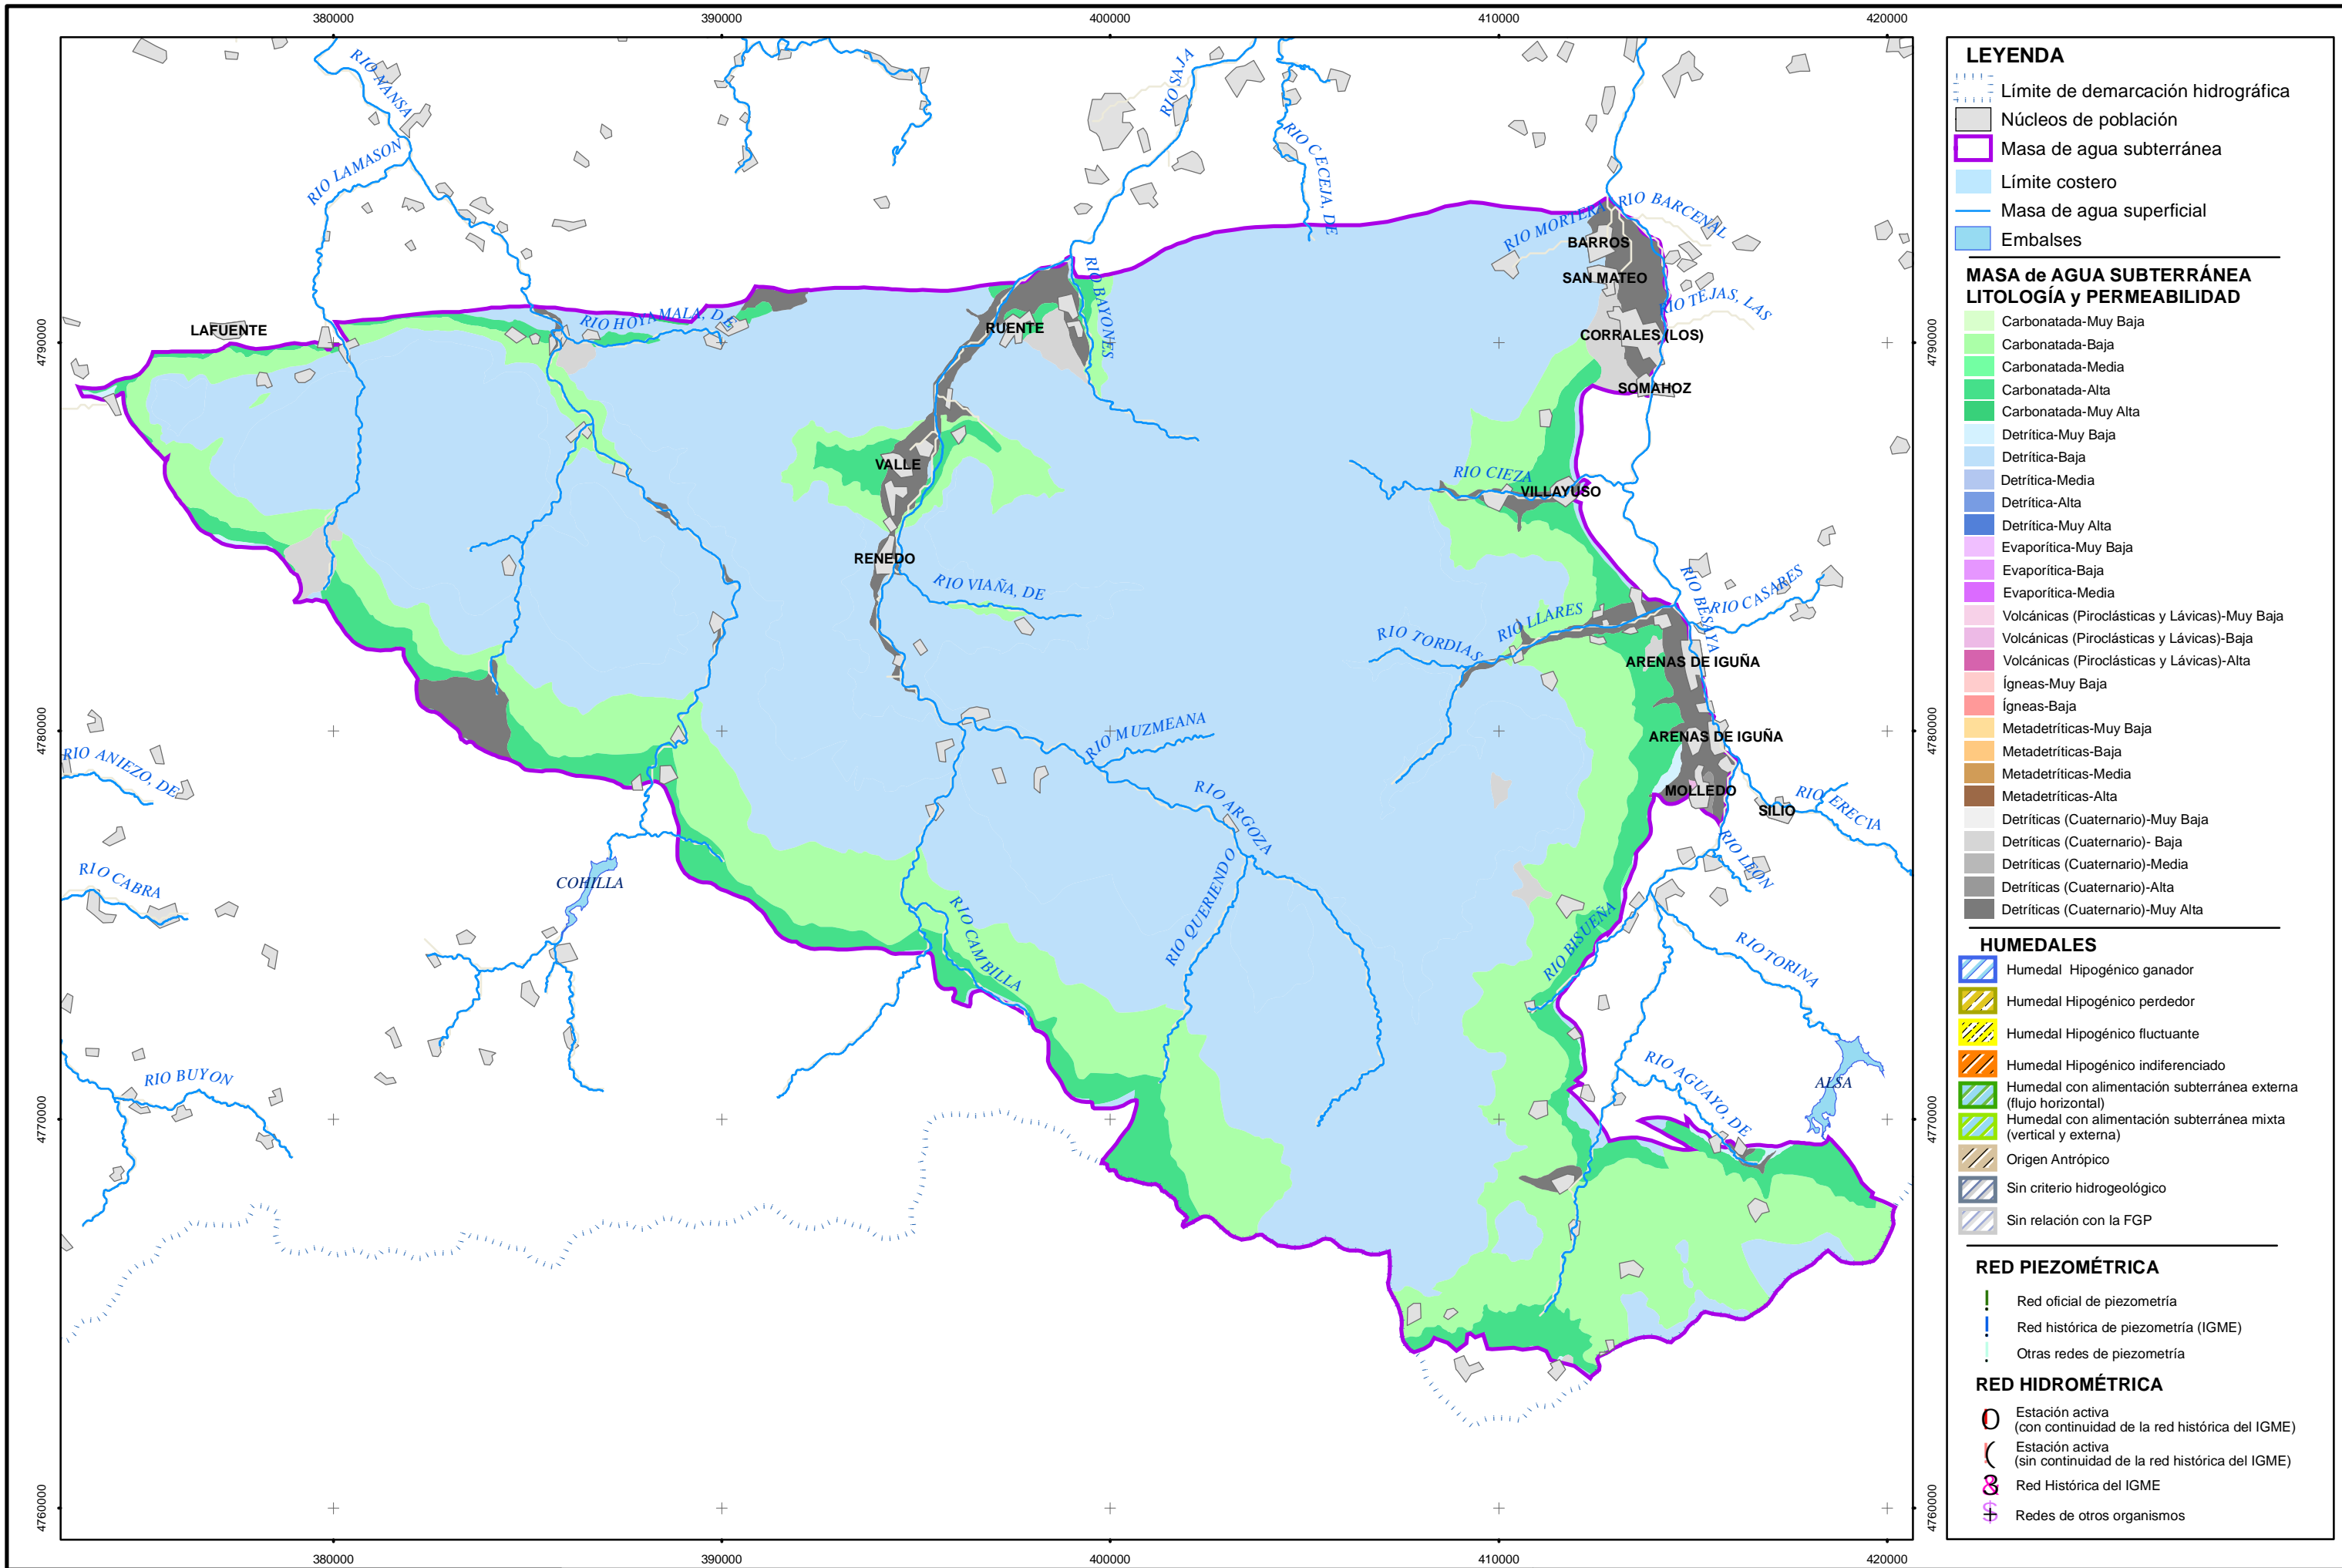 380000
390000
400000
410000
420000
4790000
4780000
4770000
4760000
4790000
4780000
4770000
4760000
380000
390000
400000
410000
420000
RIO NANSA
RIO LAMASON
RIO SAJA
RIO CECEJA, DE
RIO MORTERA
RIO BARCENAL
BARROS
SAN MATEO
RIO TEJAS, LAS
CORRALES (LOS)
SOMAHOZ
LAFUENTE
RIO HOYAMALA, DE
RUENTE
RIO BAYONES
VALLE
RENEDO
RIO VIAÑA, DE
RIO CIEZA
VILLAYUSO
RIO BESAYA
RIO CASARES
RIO LLARES
RIO TORDIAS
ARENAS DE IGUÑA
ARENAS DE IGUÑA
MOLLEDO
SILIO
RIO ERECIA
RIO LEON
RIO ANIEZO, DE
RIO CABRA
COHILLA
RIO MUZMEANA
RIO ARGOZA
RIO QUERIENDO
RIO CAMBILLA
RIO BISUEÑA
RIO TORINA
RIO AGUAYO, DE
ALSA
RIO BUYON
LEYENDA
Límite de demarcación hidrográfica
Núcleos de población
Masa de agua subterránea
Límite costero
Masa de agua superficial
Embalses
MASA de AGUA SUBTERRÁNEA
LITOLOGÍA y PERMEABILIDAD
Carbonatada-Muy Baja
Carbonatada-Baja
Carbonatada-Media
Carbonatada-Alta
Carbonatada-Muy Alta
Detrítica-Muy Baja
Detrítica-Baja
Detrítica-Media
Detrítica-Alta
Detrítica-Muy Alta
Evaporítica-Muy Baja
Evaporítica-Baja
Evaporítica-Media
Volcánicas (Piroclásticas y Lávicas)-Muy Baja
Volcánicas (Piroclásticas y Lávicas)-Baja
Volcánicas (Piroclásticas y Lávicas)-Alta
Ígneas-Muy Baja
Ígneas-Baja
Metadetríticas-Muy Baja
Metadetríticas-Baja
Metadetríticas-Media
Metadetríticas-Alta
Detríticas (Cuaternario)-Muy Baja
Detríticas (Cuaternario)- Baja
Detríticas (Cuaternario)-Media
Detríticas (Cuaternario)-Alta
Detríticas (Cuaternario)-Muy Alta
HUMEDALES
Humedal Hipogénico ganador
Humedal Hipogénico perdedor
Humedal Hipogénico fluctuante
Humedal Hipogénico indiferenciado
Humedal con alimentación subterránea externa
(flujo horizontal)
Humedal con alimentación subterránea mixta
(vertical y externa)
Origen Antrópico
Sin criterio hidrogeológico
Sin relación con la FGP
RED PIEZOMÉTRICA
! Red oficial de piezometría
! Red histórica de piezometría (IGME)
! Otras redes de piezometría
RED HIDROMÉTRICA
Estación activa
(con continuidad de la red histórica del IGME)
( Estación activa
(sin continuidad de la red histórica del IGME)
Red Histórica del IGME
Redes de otros organismos